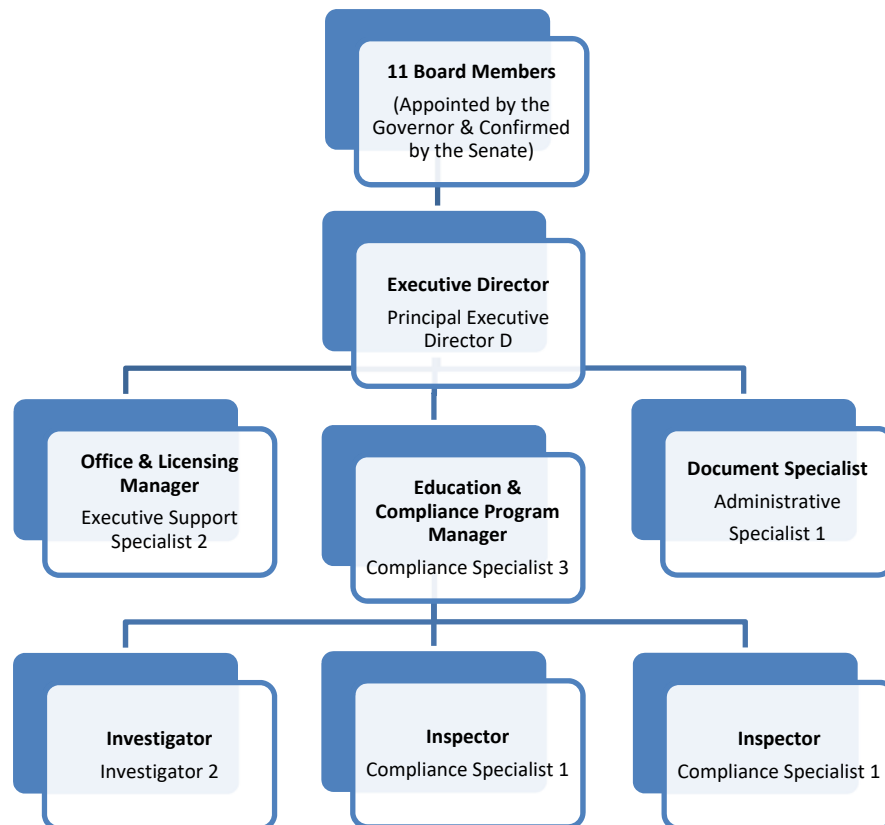 11 Board Members
(Appointed by the
Governor & Confirmed
by the Senate)
Executive Director
Principal Executive
Director D
Office & Licensing
Manager
Executive Support
Specialist 2
Education &
Compliance Program
Manager
Compliance Specialist 3
Document Specialist
Administrative
Specialist 1
Investigator
Investigator 2
Inspector
Compliance Specialist 1
Inspector
Compliance Specialist 1